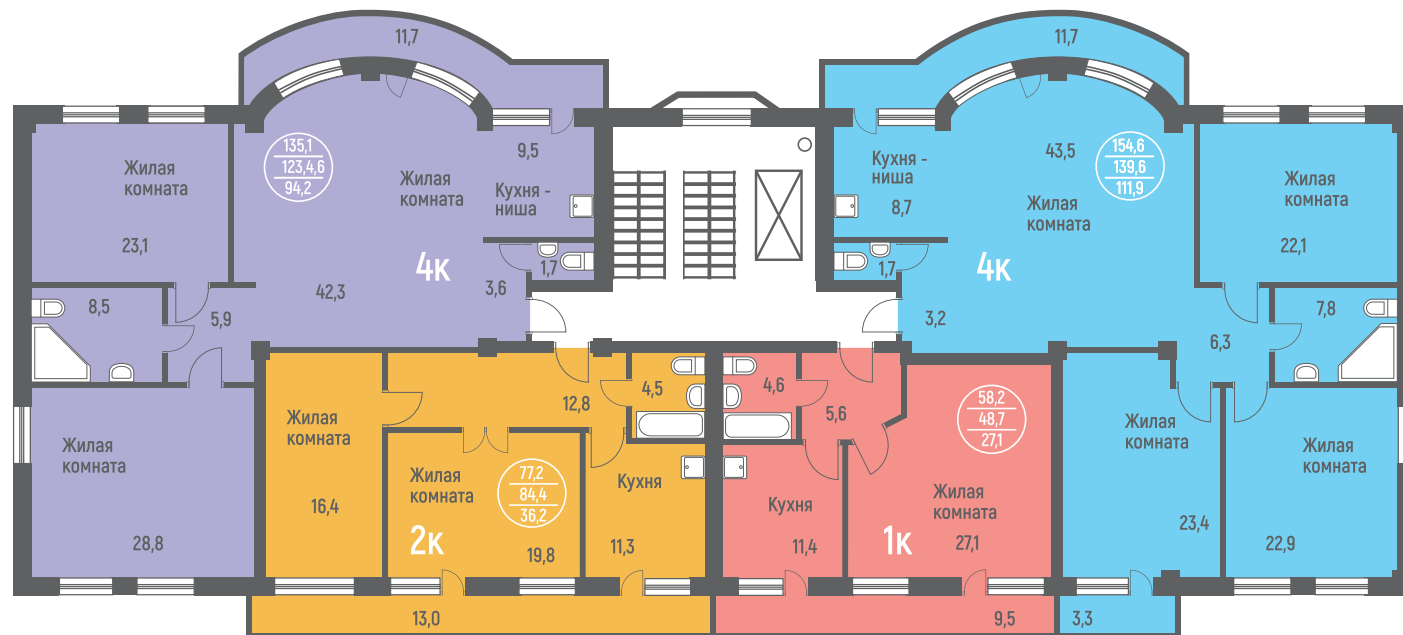 11,7
135,1
123,4,6
94,2
Жилая
комната
23,1
Жилая
комната
42,3
9,5
Кухня -
ниша
4К
3,6
1,7
8,5
5,9
Жилая
комната
28,8
11,7
Кухня -
ниша
8,7
43,5
Жилая
комната
154,6
139,6
111,9
Жилая
комната
22,1
1,7
4К
3,2
6,3
7,8
Жилая
комната
23,4
Жилая
комната
22,9
3,3
Жилая
комната
16,4
12,8
4,5
Жилая
комната
77,2
84,4
36,2
2К
19,8
Кухня
11,3
13,0
4,6
5,6
58,2
48,7
27,1
Кухня
11,4
Жилая
комната
1К
27,1
9,5